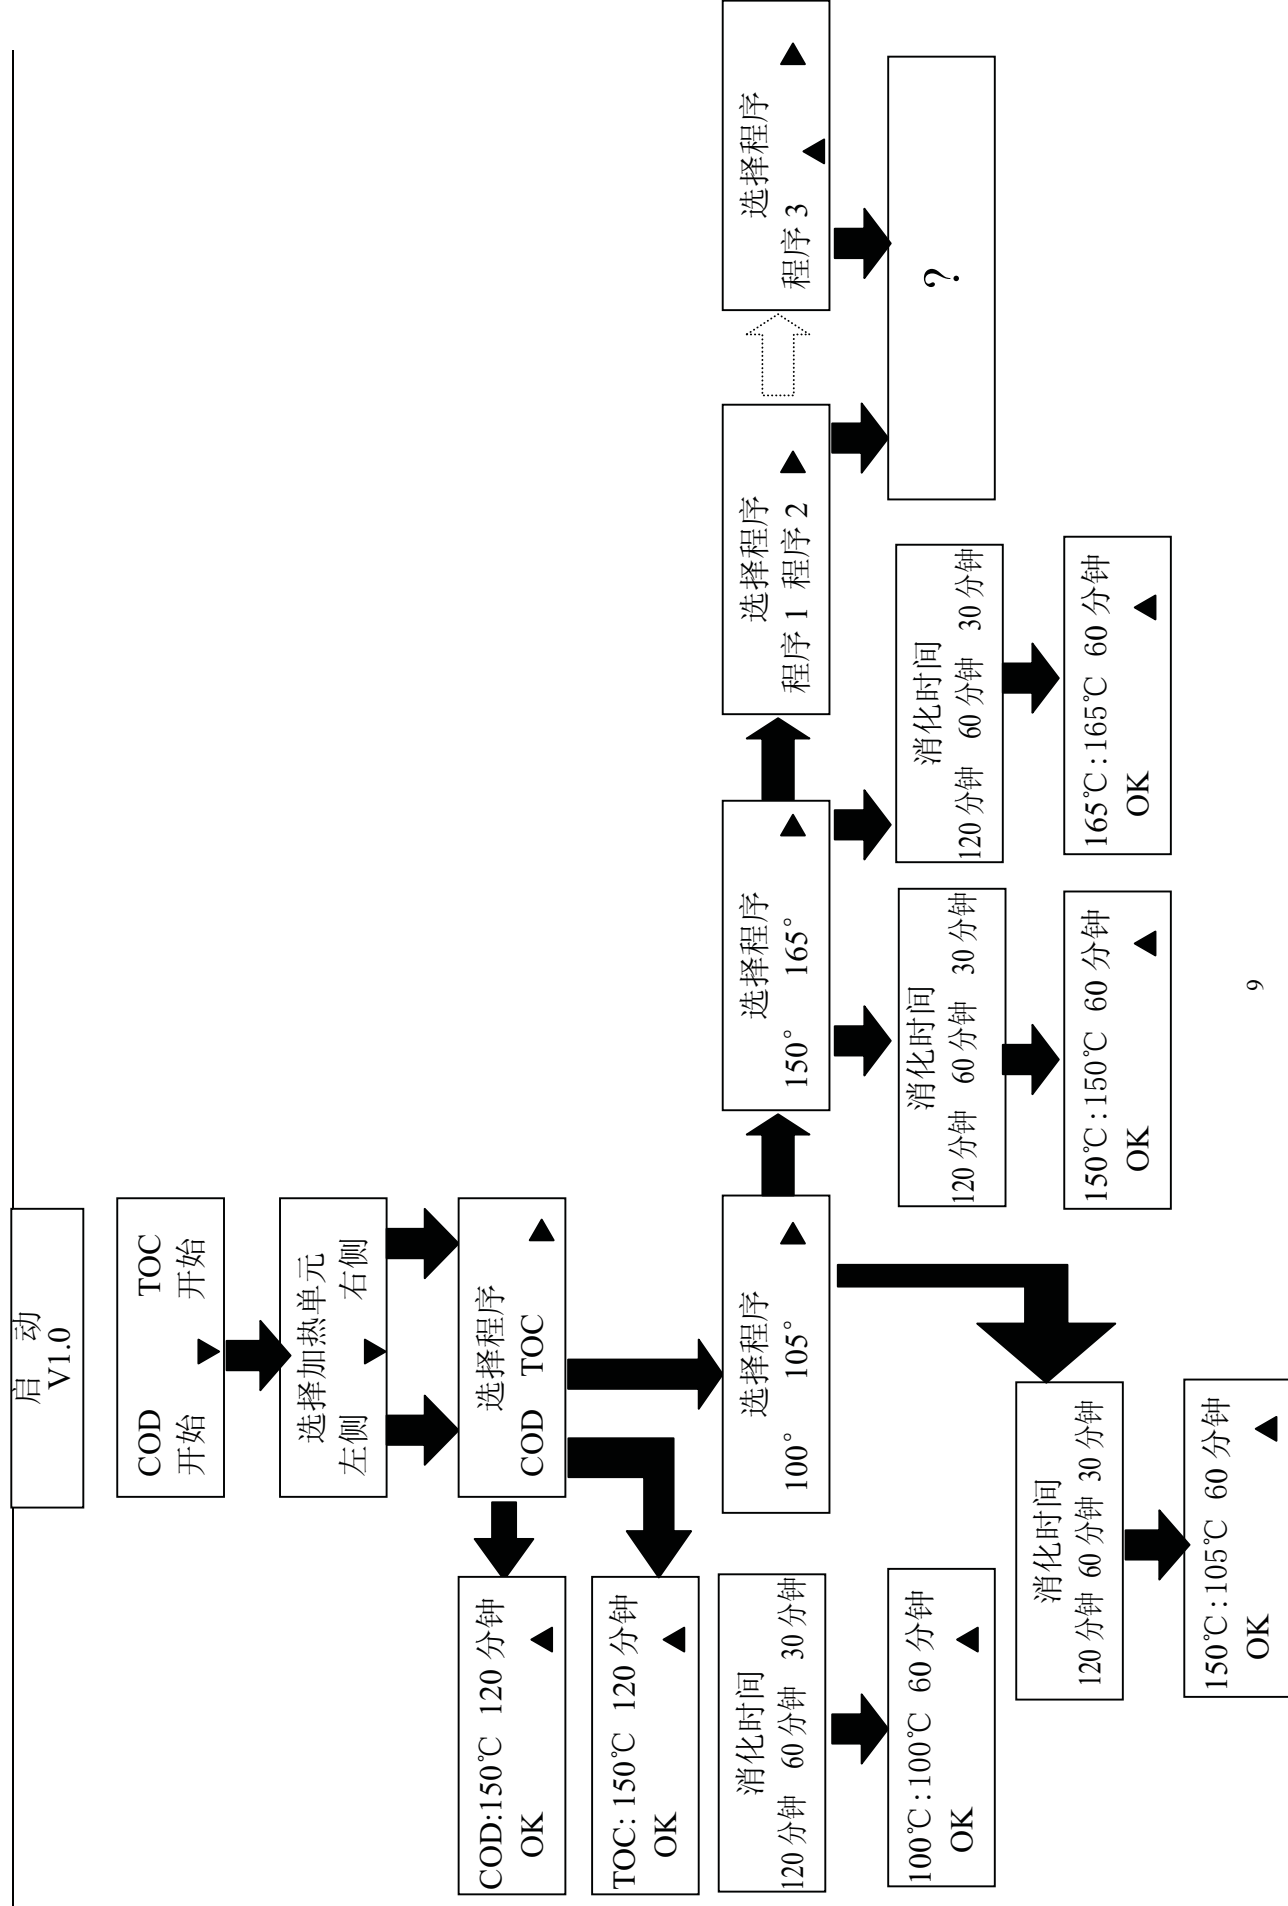 启 动
V1.0
COD TOC
开始 开始
选择加热单元
左侧 右侧
选择程序
COD TOC
COD:150℃ 120 分钟
OK
TOC: 150℃ 120 分钟
OK
选择程序
100° 105°
选择程序
150° 165°
选择程序
程序 1 程序 2
选择程序
程序 3
消化时间
120 分钟 60 分钟 30 分钟
100℃:100℃ 60 分钟
OK
消化时间
120 分钟 60 分钟 30 分钟
150℃:105℃ 60 分钟
OK
消化时间
120 分钟 60 分钟 30 分钟
150℃:150℃ 60 分钟
OK
消化时间
120 分钟 60 分钟 30 分钟
165℃:165℃ 60 分钟
OK
?
9